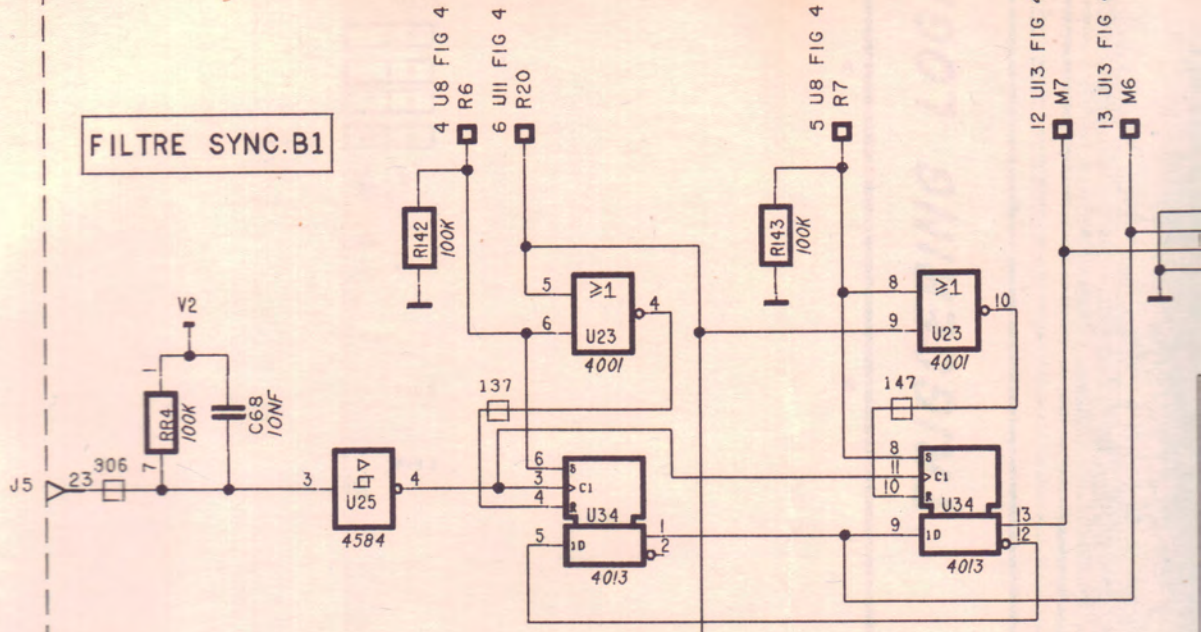 4 U8 FIG 4
R6
6 U11 FIG 4
R20
5 U8 FIG 4
R7
12 U13 FIG 4
M7
13 U13 FIG
M6
FILTRE SYNC.B1
R142
100K
R143
100K
5
6
≥1
U23
4
4001
8
9
≥1
U23
10
4001
V2
1
RR4
100K
7
C68
10NF
137
147
J5
23
306
3
U25
4
4584
6
3
4
S
C1
R
U34
5
1D
1
2
4013
8
11
10
S
C1
R
U34
9
1D
13
12
4013